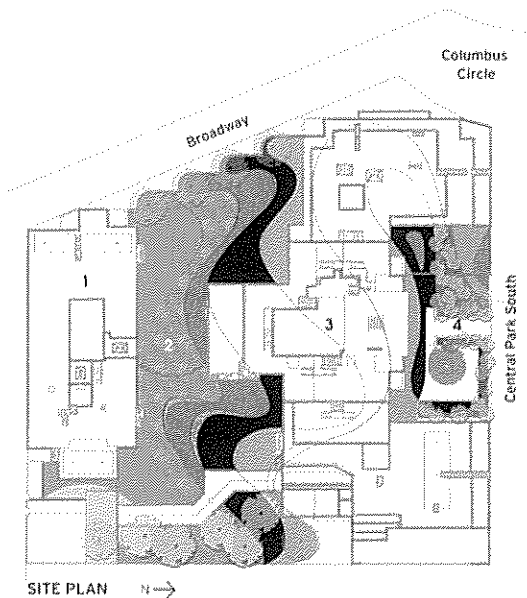 Columbus
Circle
Broadway
1
2
3
4
Central Park South
SITE PLAN N